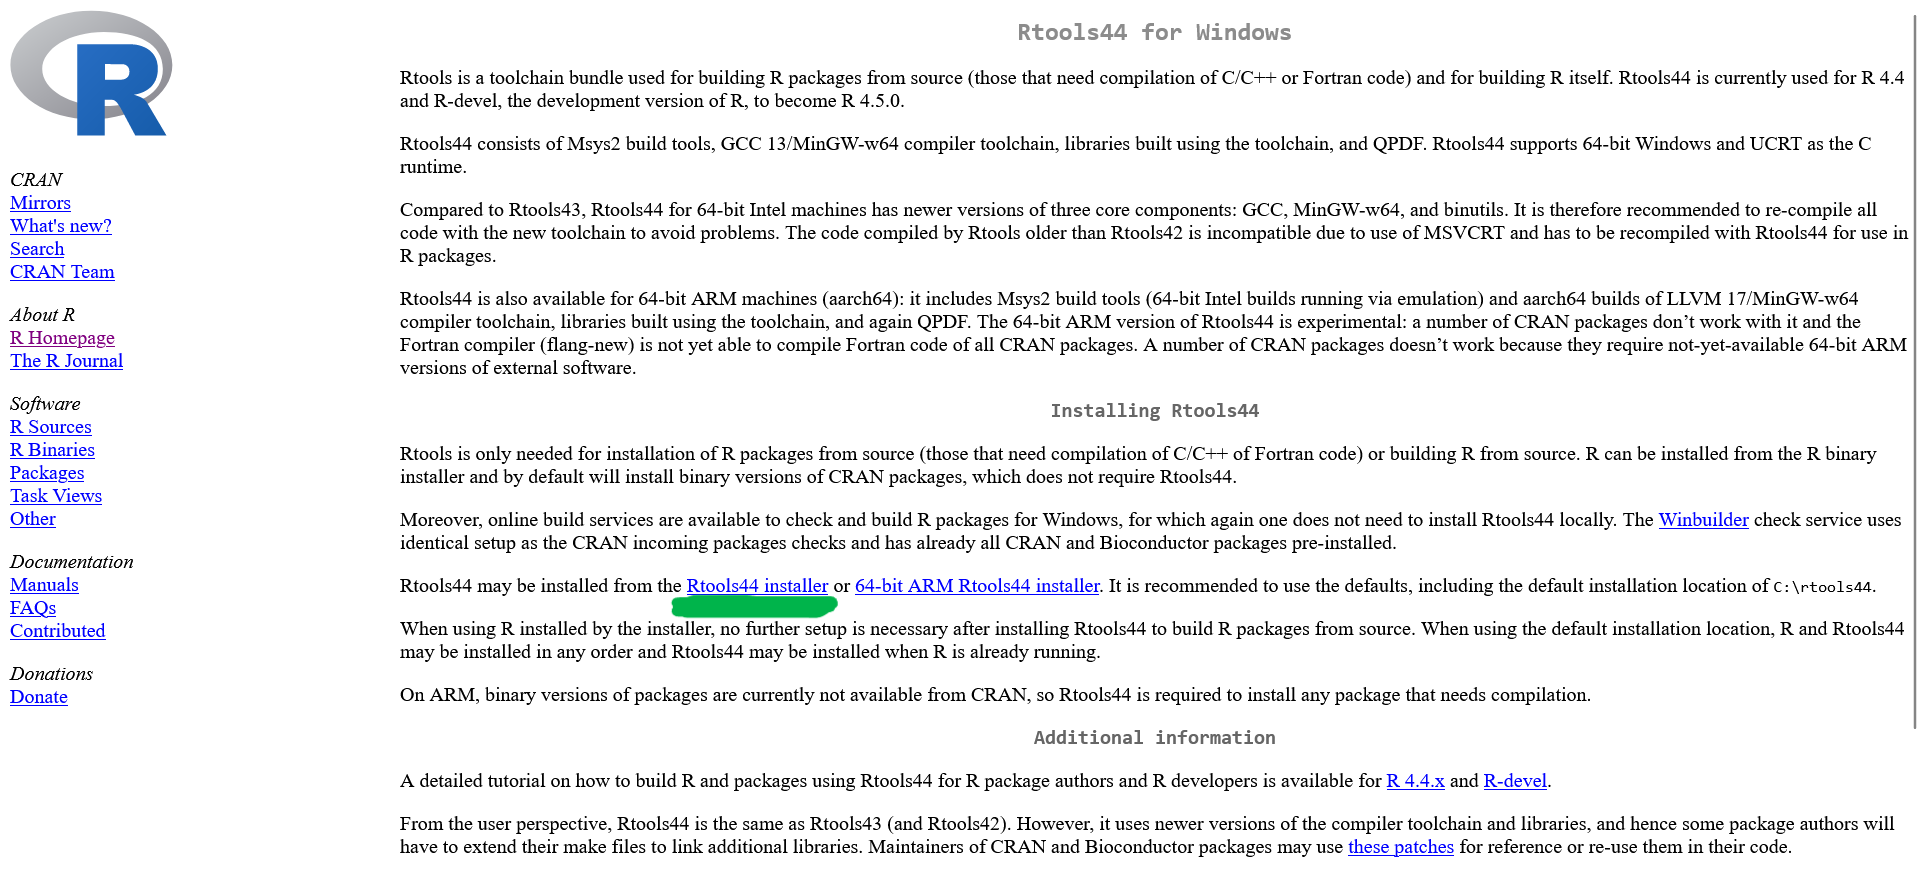 R
CRAN
Mirrors
What's new?
Search
CRAN Team
About R
R Homepage
The R Journal
Software
R Sources
R Binaries
Packages
Task Views
Other
Documentation
Manuals
FAQs
Contributed
Donations
Donate
Rtools44 for Windows
Rtools is a toolchain bundle used for building R packages from source (those that need compilation of C/C++ or Fortran code) and for building R itself. Rtools44 is currently used for R 4.4
and R-devel, the development version of R, to become R 4.5.0.
Rtools44 consists of Msys2 build tools, GCC 13/MinGW-w64 compiler toolchain, libraries built using the toolchain, and QPDF. Rtools44 supports 64-bit Windows and UCRT as the C
runtime.
Compared to Rtools43, Rtools44 for 64-bit Intel machines has newer versions of three core components: GCC, MinGW-w64, and binutils. It is therefore recommended to re-compile all
code with the new toolchain to avoid problems. The code compiled by Rtools older than Rtools42 is incompatible due to use of MSVCRT and has to be recompiled with Rtools44 for use in
R packages.
Rtools44 is also available for 64-bit ARM machines (aarch64): it includes Msys2 build tools (64-bit Intel builds running via emulation) and aarch64 builds of LLVM 17/MinGW-w64
compiler toolchain, libraries built using the toolchain, and again QPDF. The 64-bit ARM version of Rtools44 is experimental: a number of CRAN packages don’t work with it and the
Fortran compiler (flang-new) is not yet able to compile Fortran code of all CRAN packages. A number of CRAN packages doesn’t work because they require not-yet-available 64-bit ARM
versions of external software.
Installing Rtools44
Rtools is only needed for installation of R packages from source (those that need compilation of C/C++ of Fortran code) or building R from source. R can be installed from the R binary
installer and by default will install binary versions of CRAN packages, which does not require Rtools44.
Moreover, online build services are available to check and build R packages for Windows, for which again one does not need to install Rtools44 locally. The Winbuilder check service uses
identical setup as the CRAN incoming packages checks and has already all CRAN and Bioconductor packages pre-installed.
Rtools44 may be installed from the Rtools44 installer or 64-bit ARM Rtools44 installer. It is recommended to use the defaults, including the default installation location of C:\rtools44.
When using R installed by the installer, no further setup is necessary after installing Rtools44 to build R packages from source. When using the default installation location, R and Rtools44
may be installed in any order and Rtools44 may be installed when R is already running.
On ARM, binary versions of packages are currently not available from CRAN, so Rtools44 is required to install any package that needs compilation.
Additional information
A detailed tutorial on how to build R and packages using Rtools44 for R package authors and R developers is available for R 4.4.x and R-devel.
From the user perspective, Rtools44 is the same as Rtools43 (and Rtools42). However, it uses newer versions of the compiler toolchain and libraries, and hence some package authors will
have to extend their make files to link additional libraries. Maintainers of CRAN and Bioconductor packages may use these patches for reference or re-use them in their code.